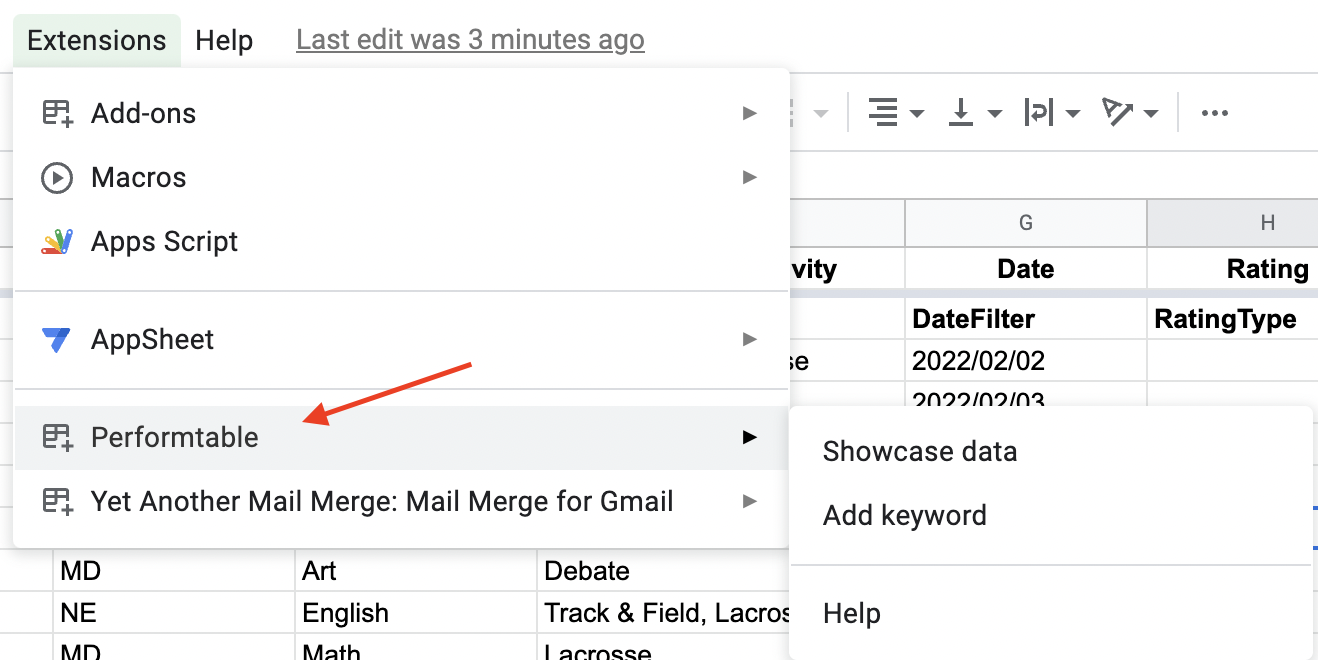 Extensions Help Last edit was 3 minutes ago
Add-ons
Macros
Apps Script
AppSheet
Performtable
Yet Another Mail Merge: Mail Merge for Gmail
Showcase data
Add keyword
Help
G H
vity Date Rating
DateFilter RatingType
se 2022/02/02
2022/02/03
MD Art Debate
NE English Track & Field, Lacros
MD Math Lacrosse